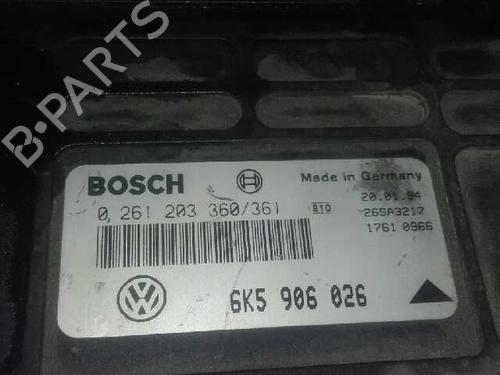 B-PARTS
BOSCH Made in Germany
0 261 203 360/361 B10 20.01.94
26SA3217
1761 0966
6K5 906 026